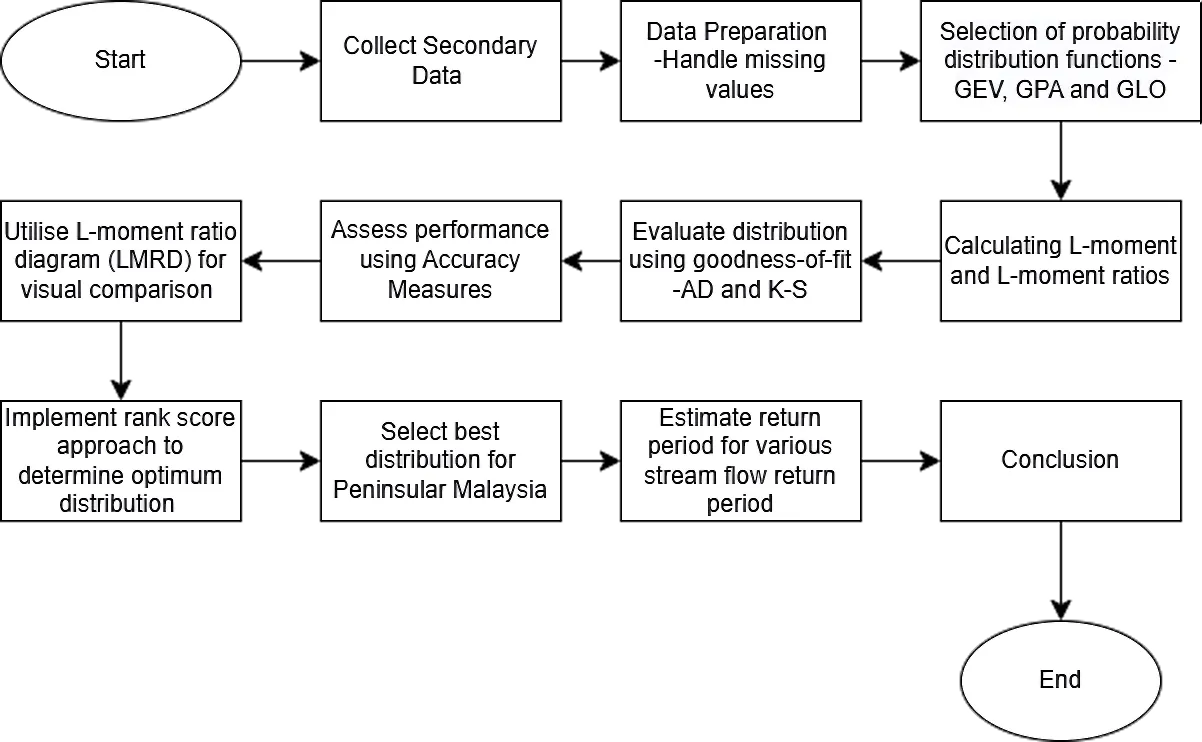 Start
Collect Secondary
Data
Data Preparation
-Handle missing
values
Selection of probability
distribution functions -
GEV, GPA and GLO
Calculating L-moment
and L-moment ratios
Evaluate distribution
using goodness-of-fit
-AD and K-S
Assess performance
using Accuracy
Measures
Utilise L-moment ratio
diagram (LMRD) for
visual comparison
Implement rank score
approach to
determine optimum
distribution
Select best
distribution for
Peninsular Malaysia
Estimate return
period for various
stream flow return
period
Conclusion
End